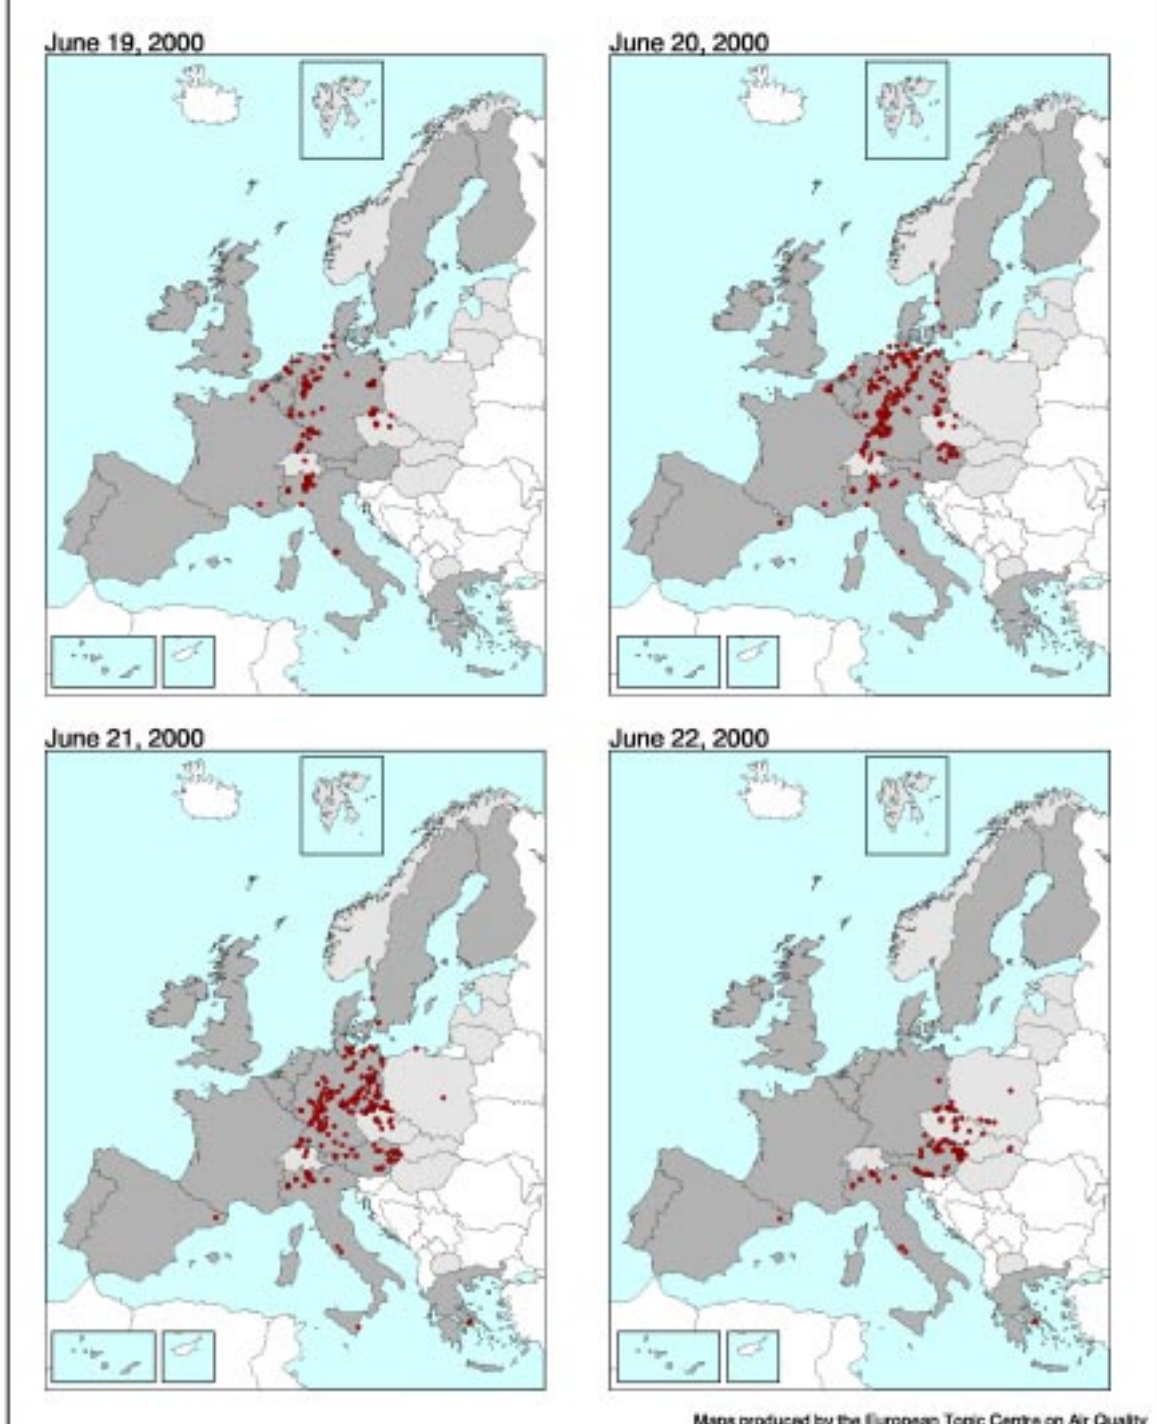 June 19, 2000
June 20, 2000
June 21, 2000
June 22, 2000
Maps produced by the European Topic Centre on Air Quality